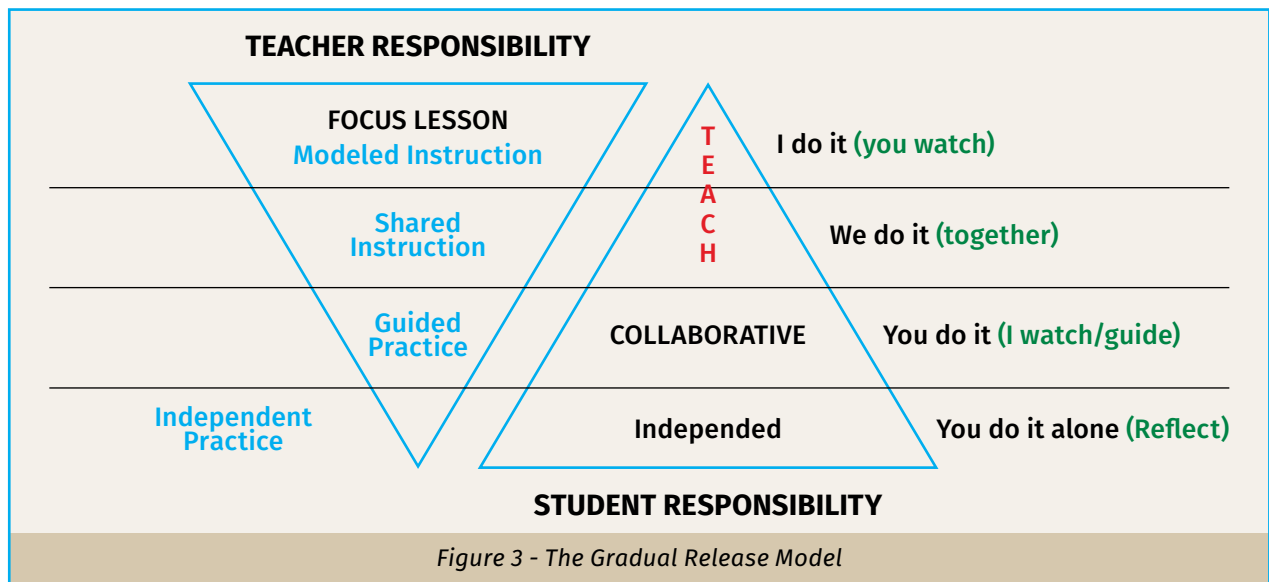 TEACHER RESPONSIBILITY
FOCUS LESSON
Modeled Instruction
T
E
A
C
H
I do it (you watch)
Shared
Instruction
We do it (together)
Guided
Practice
COLLABORATIVE
You do it (I watch/guide)
Independent
Practice
Independed
You do it alone (Reflect)
STUDENT RESPONSIBILITY
Figure 3 - The Gradual Release Model